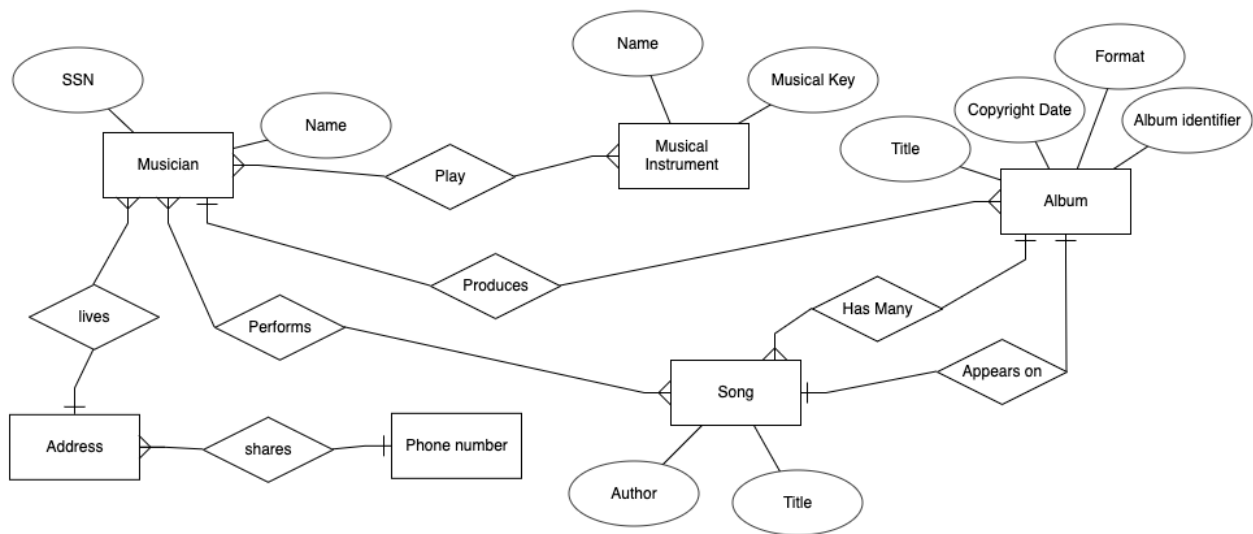 Name
Format
SSN
Musical Key
Copyright Date
Album identifier
Name
Title
Musician
Musical
Instrument
Play
Album
Produces
lives
Performs
Has Many
Appears on
Song
Address
shares
Phone number
Author
Title